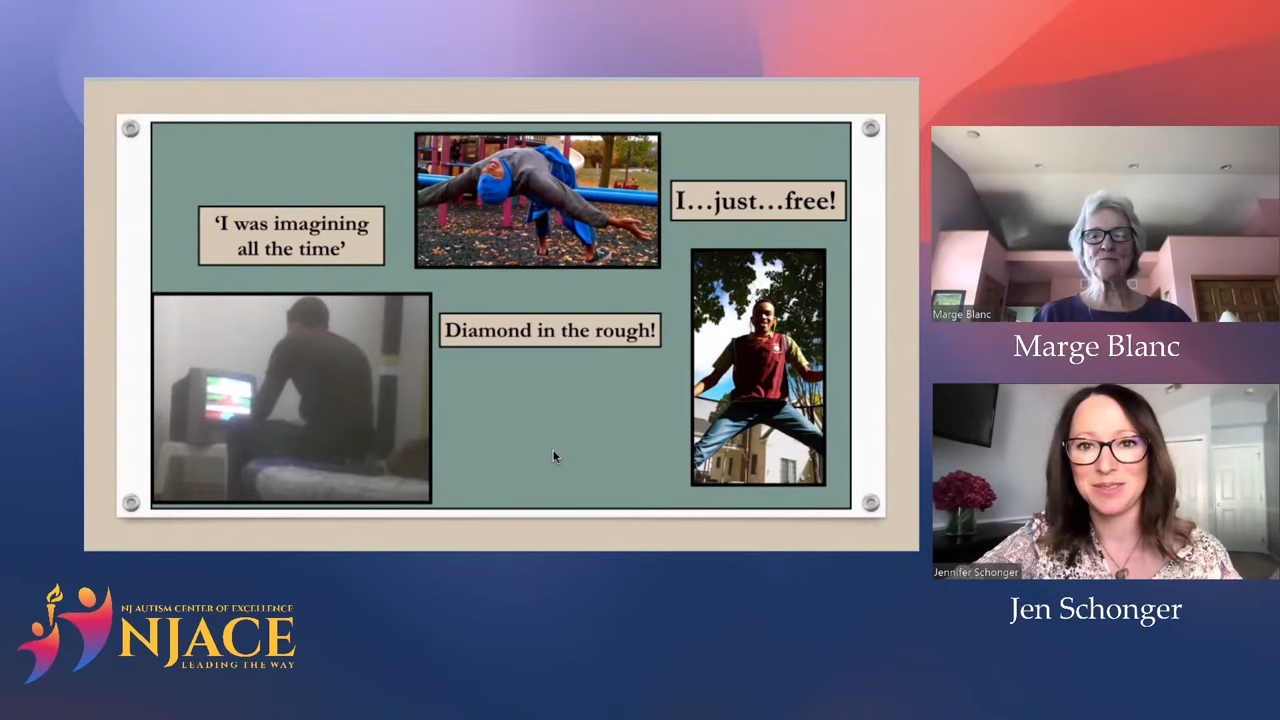 ‘I was imagining
all the time’
I...just...free!
Diamond in the rough!
Marge Blanc
Marge Blanc
Jennifer Schonger
Jen Schonger
NJ AUTISM CENTER OF EXCELLENCE
NJACE
LEADING THE WAY